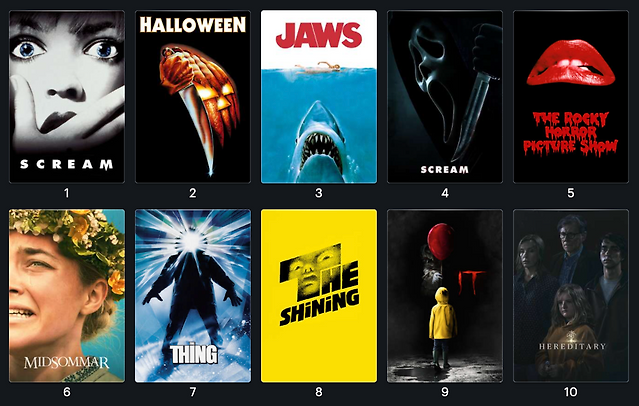 SCREAM
HALLOWEEN
JAWS
SCREAM
THE ROCKY
HORROR
PICTURE SHOW
1
2
3
4
5
MIDSOMMAR
THE
THING
THE
SHiNiNG
IT
HEREDITARY
6
7
8
9
10